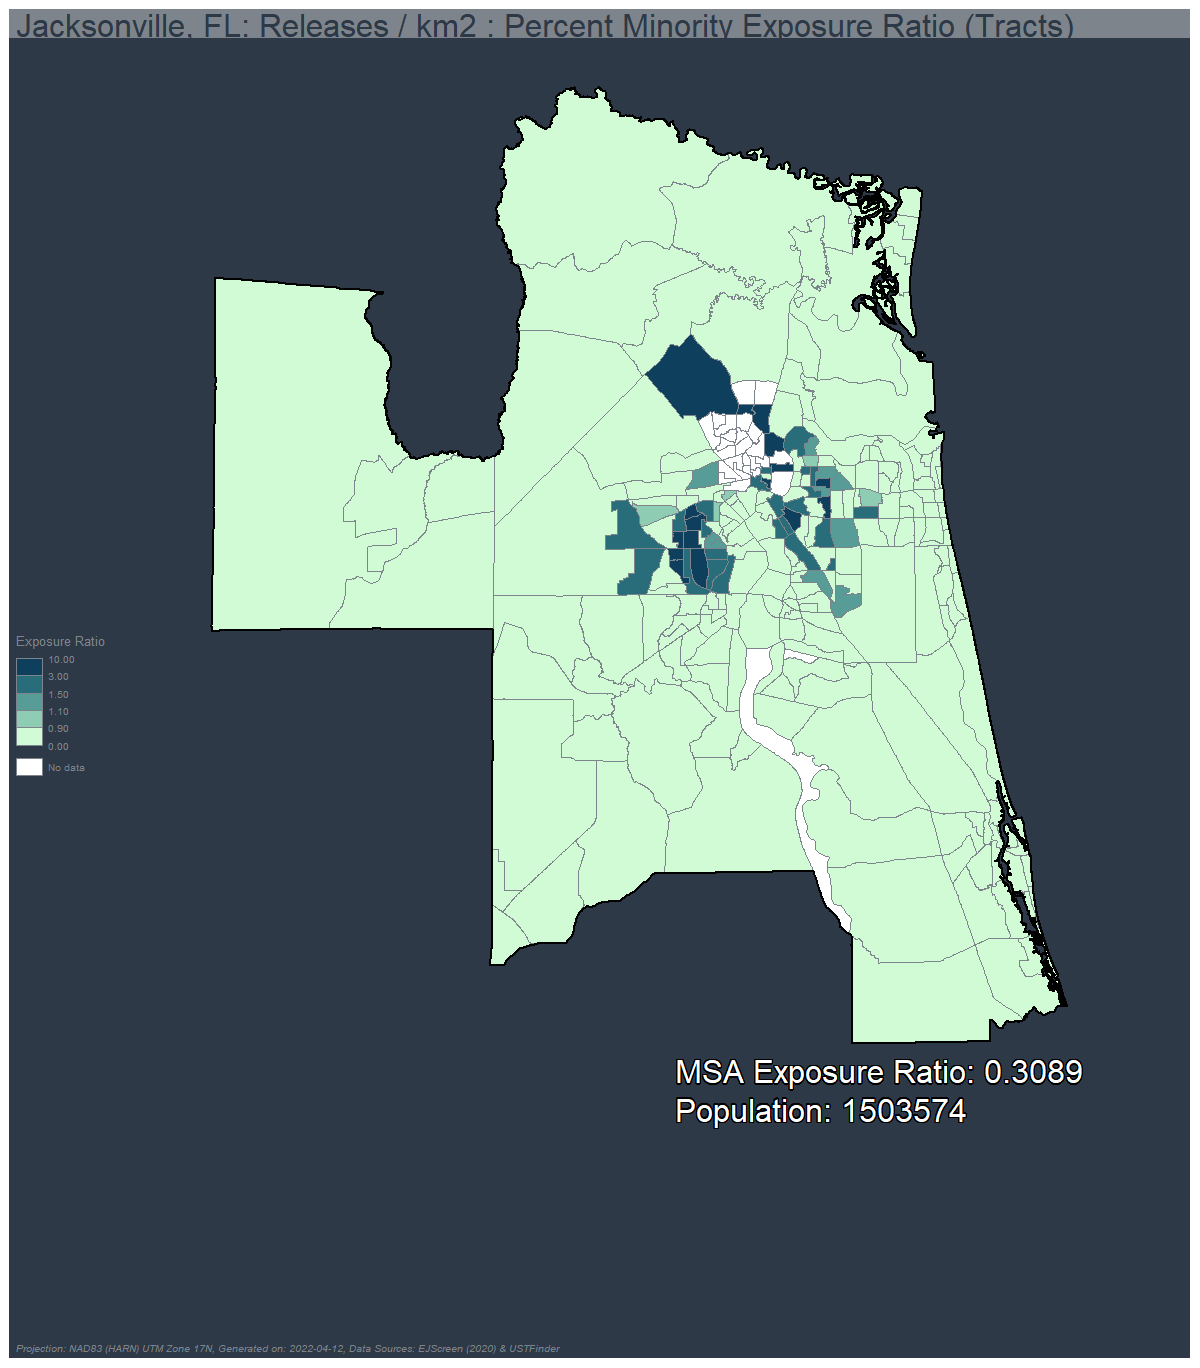 Jacksonville, FL: Releases / km2 : Percent Minority Exposure Ratio (Tracts)
Exposure Ratio
10.00
3.00
1.50
1.10
0.90
0.00
No data
MSA Exposure Ratio: 0.3089
Population: 1503574
Projection: NAD83 (HARN) UTM Zone 17N, Generated on: 2022-04-12, Data Sources: EJScreen (2020) & USTFinder